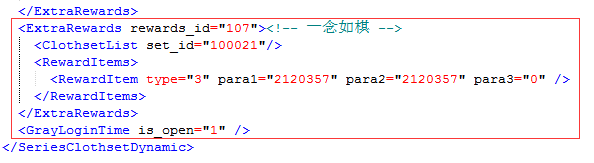 </ExtraRewards>
<ExtraRewards rewards_id="107"><!-- 一念如棋 -->
<ClothsetList set_id="100021"/>
<RewardItems>
<RewardItem type="3" para1="2120357" para2="2120357" para3="0" />
</RewardItems>
</ExtraRewards>
<GrayLoginTime is_open="1" />
</SeriesClothsetDynamic>